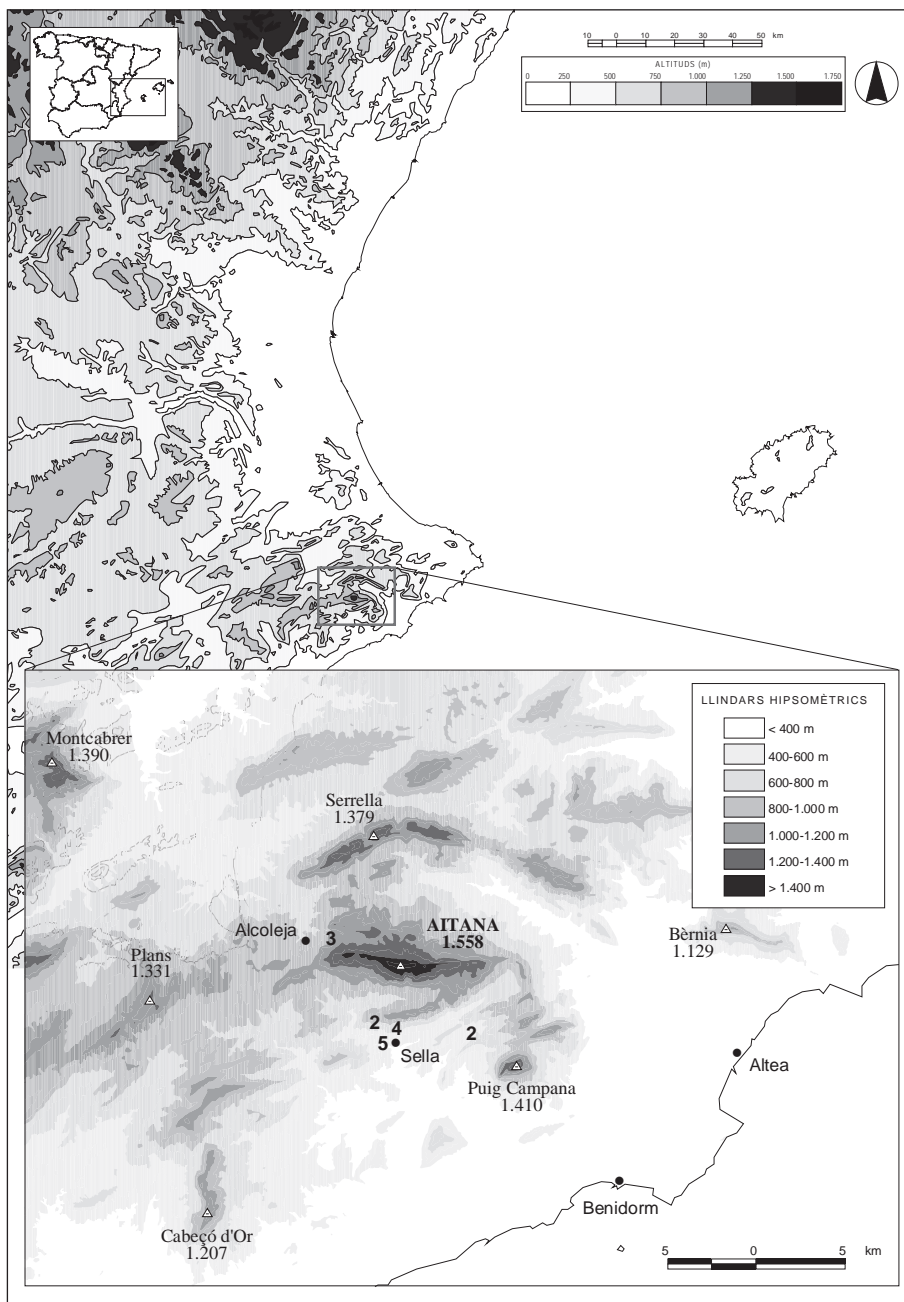 10 0 10 20 30 40 50 km
ALTITUDS (m)
0 250 500 750 1.000 1.250 1.500 1.750
LLINDARS HIPSOMÈTRICS
< 400 m
400-600 m
600-800 m
800-1.000 m
1.000-1.200 m
1.200-1.400 m
> 1.400 m
Montcabrer
1.390
Serrella
1.379
Alcoleja
3
AITANA
1.558
Bèrnia
1.129
Plans
1.331
2
4
2
5
Sella
Altea
Puig Campana
1.410
Benidorm
Cabeçó d'Or
1.207
5 0 5 km